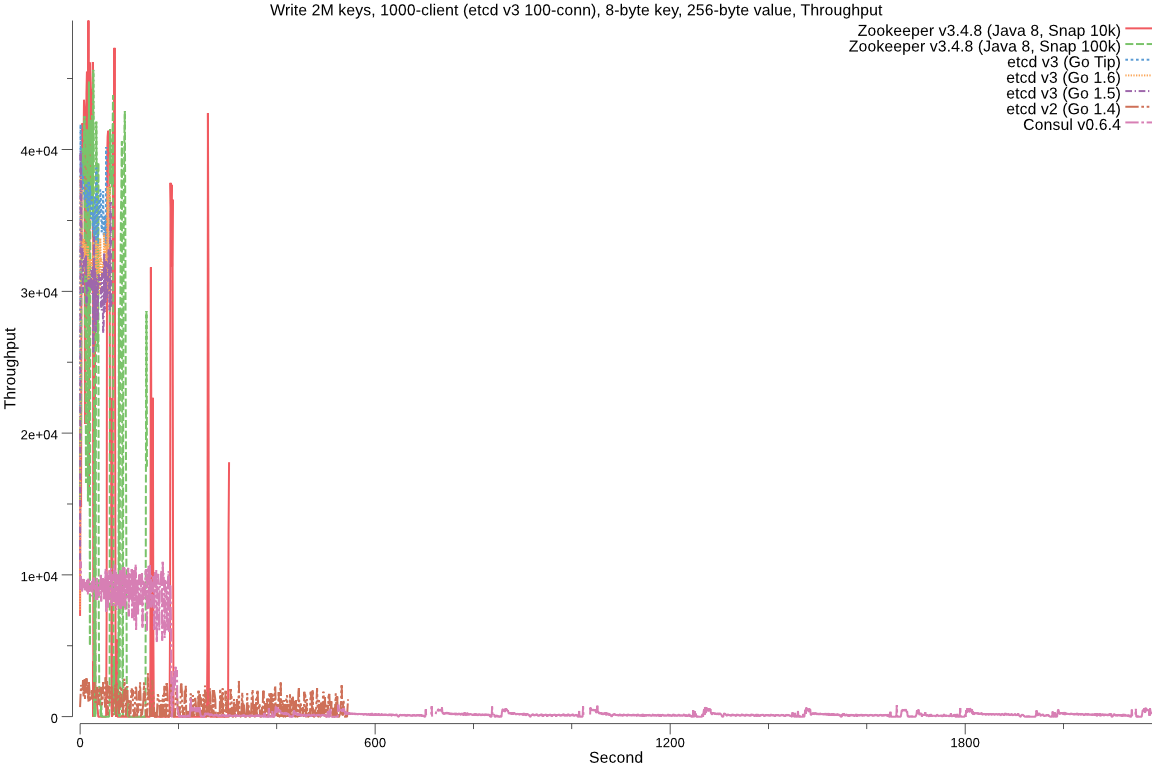 Write 2M keys, 1000-client (etcd v3 100-conn), 8-byte key, 256-byte value, Throughput
Zookeeper v3.4.8 (Java 8, Snap 10k)
Zookeeper v3.4.8 (Java 8, Snap 100k)
etcd v3 (Go Tip)
etcd v3 (Go 1.6)
etcd v3 (Go 1.5)
etcd v2 (Go 1.4)
Consul v0.6.4
4e+04
3e+04
Throughput
2e+04
1e+04
0
0 600 1200 1800
Second